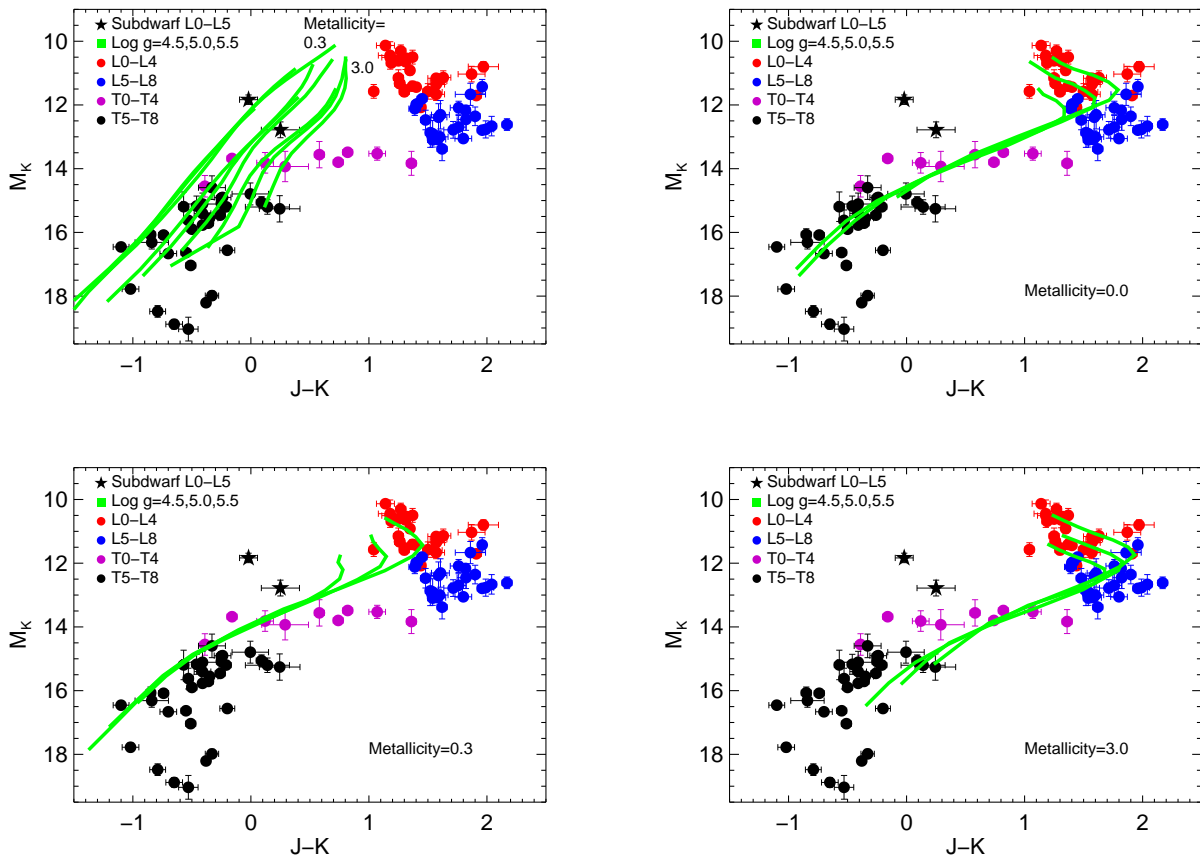 Subdwarf L0−L5
Log g=4.5,5.0,5.5
L0−L4
L5−L8
T0−T4
T5−T8
Metallicity=
0.3
3.0
10
12
14
16
18
M_K
−1
0
1
2
J−K
Subdwarf L0−L5
Log g=4.5,5.0,5.5
L0−L4
L5−L8
T0−T4
T5−T8
Metallicity=0.0
10
12
14
16
18
M_K
−1
0
1
2
J−K
Subdwarf L0−L5
Log g=4.5,5.0,5.5
L0−L4
L5−L8
T0−T4
T5−T8
Metallicity=0.3
10
12
14
16
18
M_K
−1
0
1
2
J−K
Subdwarf L0−L5
Log g=4.5,5.0,5.5
L0−L4
L5−L8
T0−T4
T5−T8
Metallicity=3.0
10
12
14
16
18
M_K
−1
0
1
2
J−K